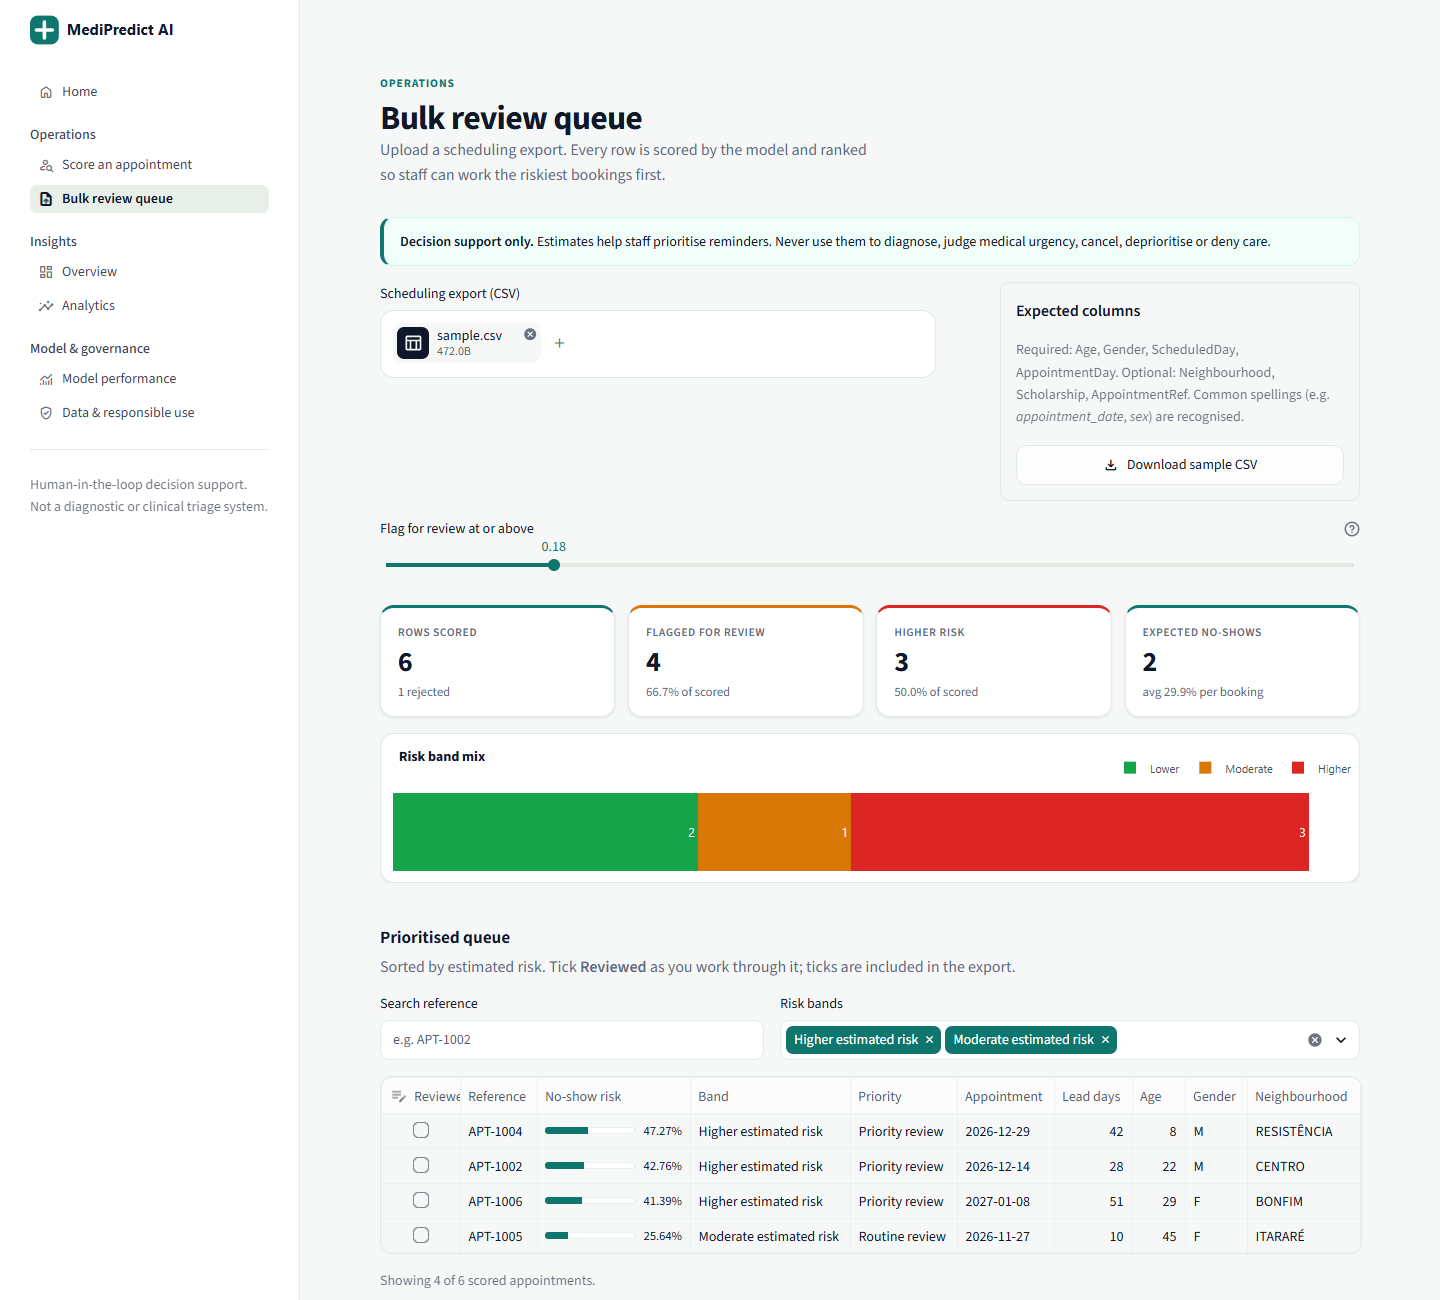 MediPredict AI
Home
Operations
Score an appointment
Bulk review queue
Insights
Overview
Analytics
Model & governance
Model performance
Data & responsible use
Human-in-the-loop decision support.
Not a diagnostic or clinical triage system.
OPERATIONS
Bulk review queue
Upload a scheduling export. Every row is scored by the model and ranked
so staff can work the riskiest bookings first.
Decision support only. Estimates help staff prioritise reminders. Never use them to diagnose, judge medical urgency, cancel, deprioritise or deny care.
Scheduling export (CSV)
sample.csv
472.0B
Expected columns
Required: Age, Gender, ScheduledDay,
AppointmentDay. Optional: Neighbourhood,
Scholarship, AppointmentRef. Common spellings (e.g.
appointment_date, sex) are recognised.
Download sample CSV
Flag for review at or above
0.18
ROWS SCORED
6
1 rejected
FLAGGED FOR REVIEW
4
66.7% of scored
HIGHER RISK
3
50.0% of scored
EXPECTED NO-SHOWS
2
avg 29.9% per booking
Risk band mix
Lower Moderate Higher
2 1 3
Prioritised queue
Sorted by estimated risk. Tick Reviewed as you work through it; ticks are included in the export.
Search reference
e.g. APT-1002
Risk bands
Higher estimated risk Moderate estimated risk
Reviewe Reference No-show risk Band Priority Appointment Lead days Age Gender Neighbourhood
APT-1004 47.27% Higher estimated risk Priority review 2026-12-29 42 8 M RESISTÊNCIA
APT-1002 42.76% Higher estimated risk Priority review 2026-12-14 28 22 M CENTRO
APT-1006 41.39% Higher estimated risk Priority review 2027-01-08 51 29 F BONFIM
APT-1005 25.64% Moderate estimated risk Routine review 2026-11-27 10 45 F ITARARÉ
Showing 4 of 6 scored appointments.